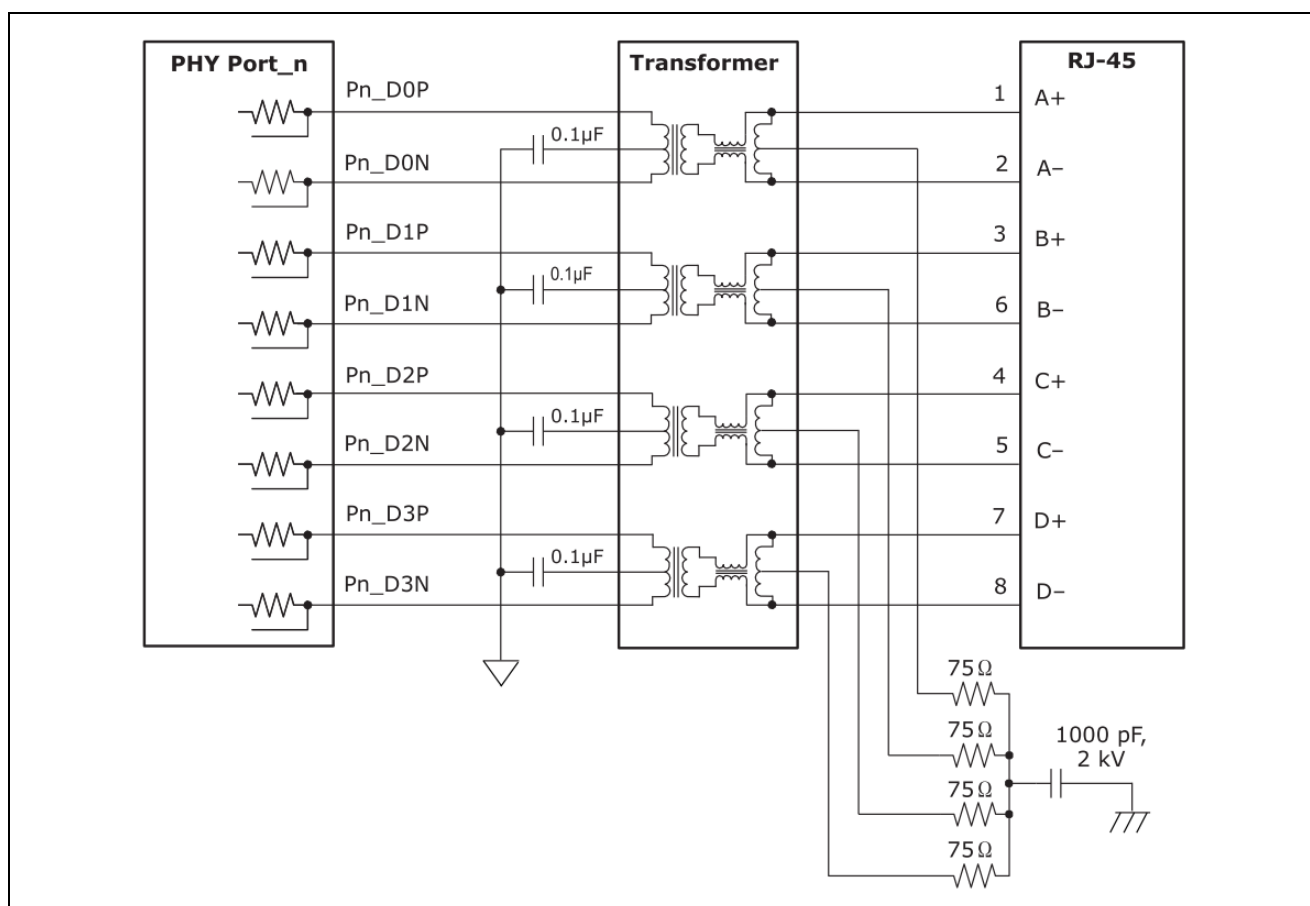 PHY Port_n
Transformer
RJ-45
Pn_D0P
1
A+
0.1µF
Pn_D0N
2
A–
Pn_D1P
3
B+
0.1µF
Pn_D1N
6
B–
Pn_D2P
4
C+
0.1µF
Pn_D2N
5
C–
Pn_D3P
7
D+
0.1µF
Pn_D3N
8
D–
75Ω
75Ω
1000 pF,
2 kV
75Ω
75Ω